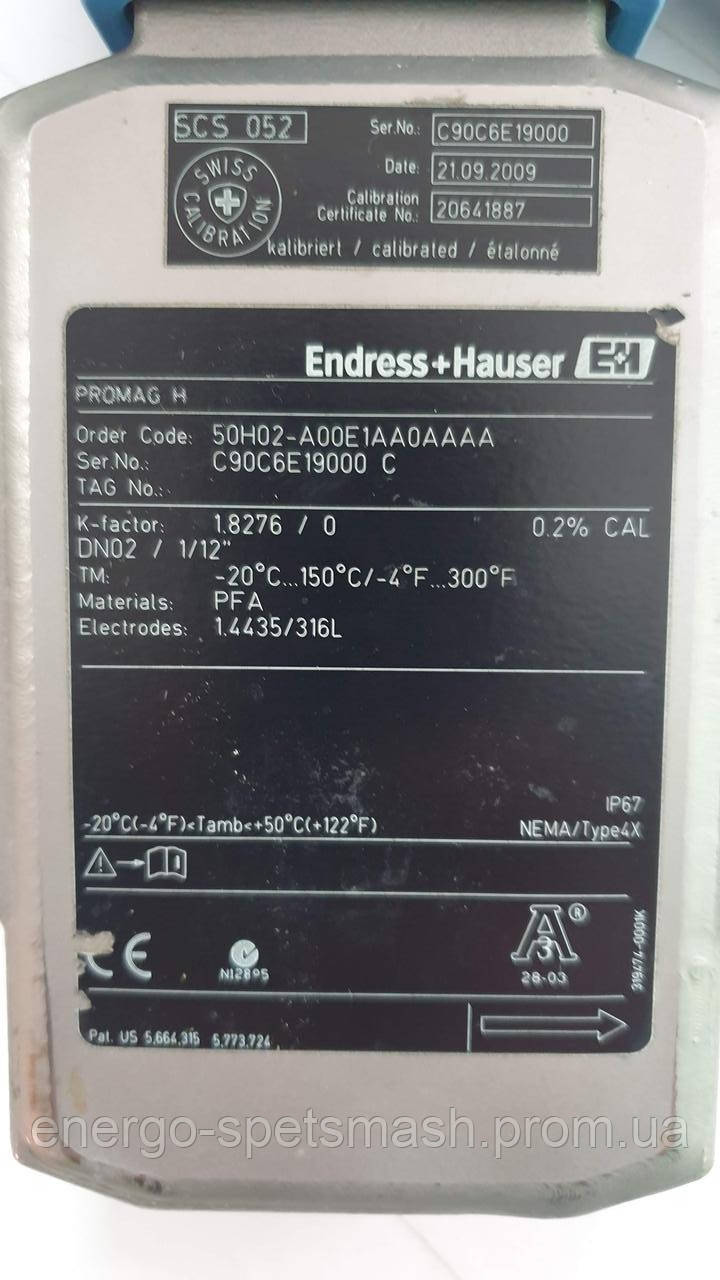 SCS 052
Ser.No.: C90C6E19000
Date: 21.09.2009
Calibration Certificate No.: 20641887
SWISS CALIBRATION
kalibriert / calibrated / étalonné
Endress+Hauser E+H
PROMAG H
Order Code: 50H02-A00E1AA0AAAA
Ser.No.: C90C6E19000 C
TAG No.:
K-factor: 1.8276 / 0 0.2% CAL
DN02 / 1/12"
TM: -20°C...150°C/-4°F...300°F
Materials: PFA
Electrodes: 1.4435/316L
IP67
-20°C(-4°F)<Tamb<+50°C(+122°F) NEMA/Type4X
CE
N12895
A3®
28-03
319474-0001K
Pat. US 5,664,315 5,773,724
energo-spetsmash.prom.ua